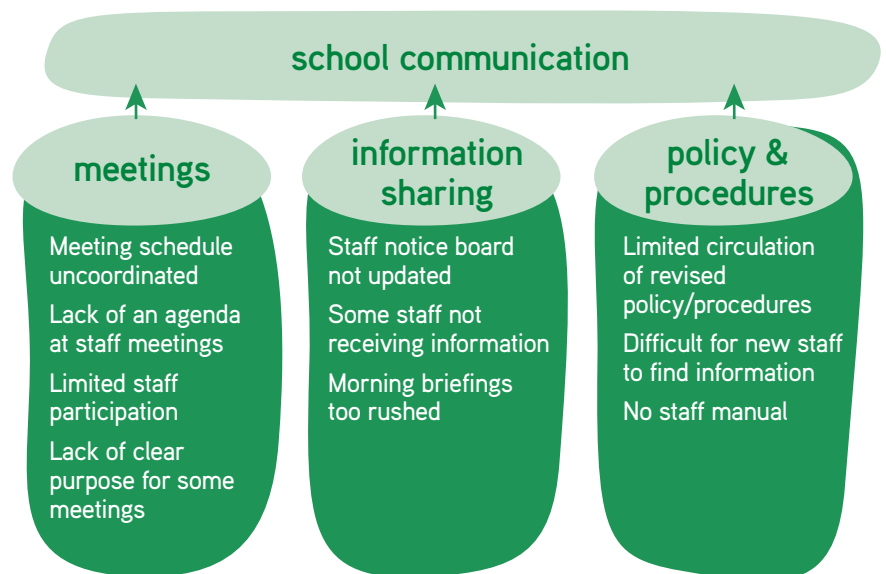 school communication
meetings
Meeting schedule
uncoordinated
Lack of an agenda
at staff meetings
Limited staff
participation
Lack of clear
purpose for some
meetings
information
sharing
Staff notice board
not updated
Some staff not
receiving information
Morning briefings
too rushed
policy &
procedures
Limited circulation
of revised
policy/procedures
Difficult for new staff
to find information
No staff manual